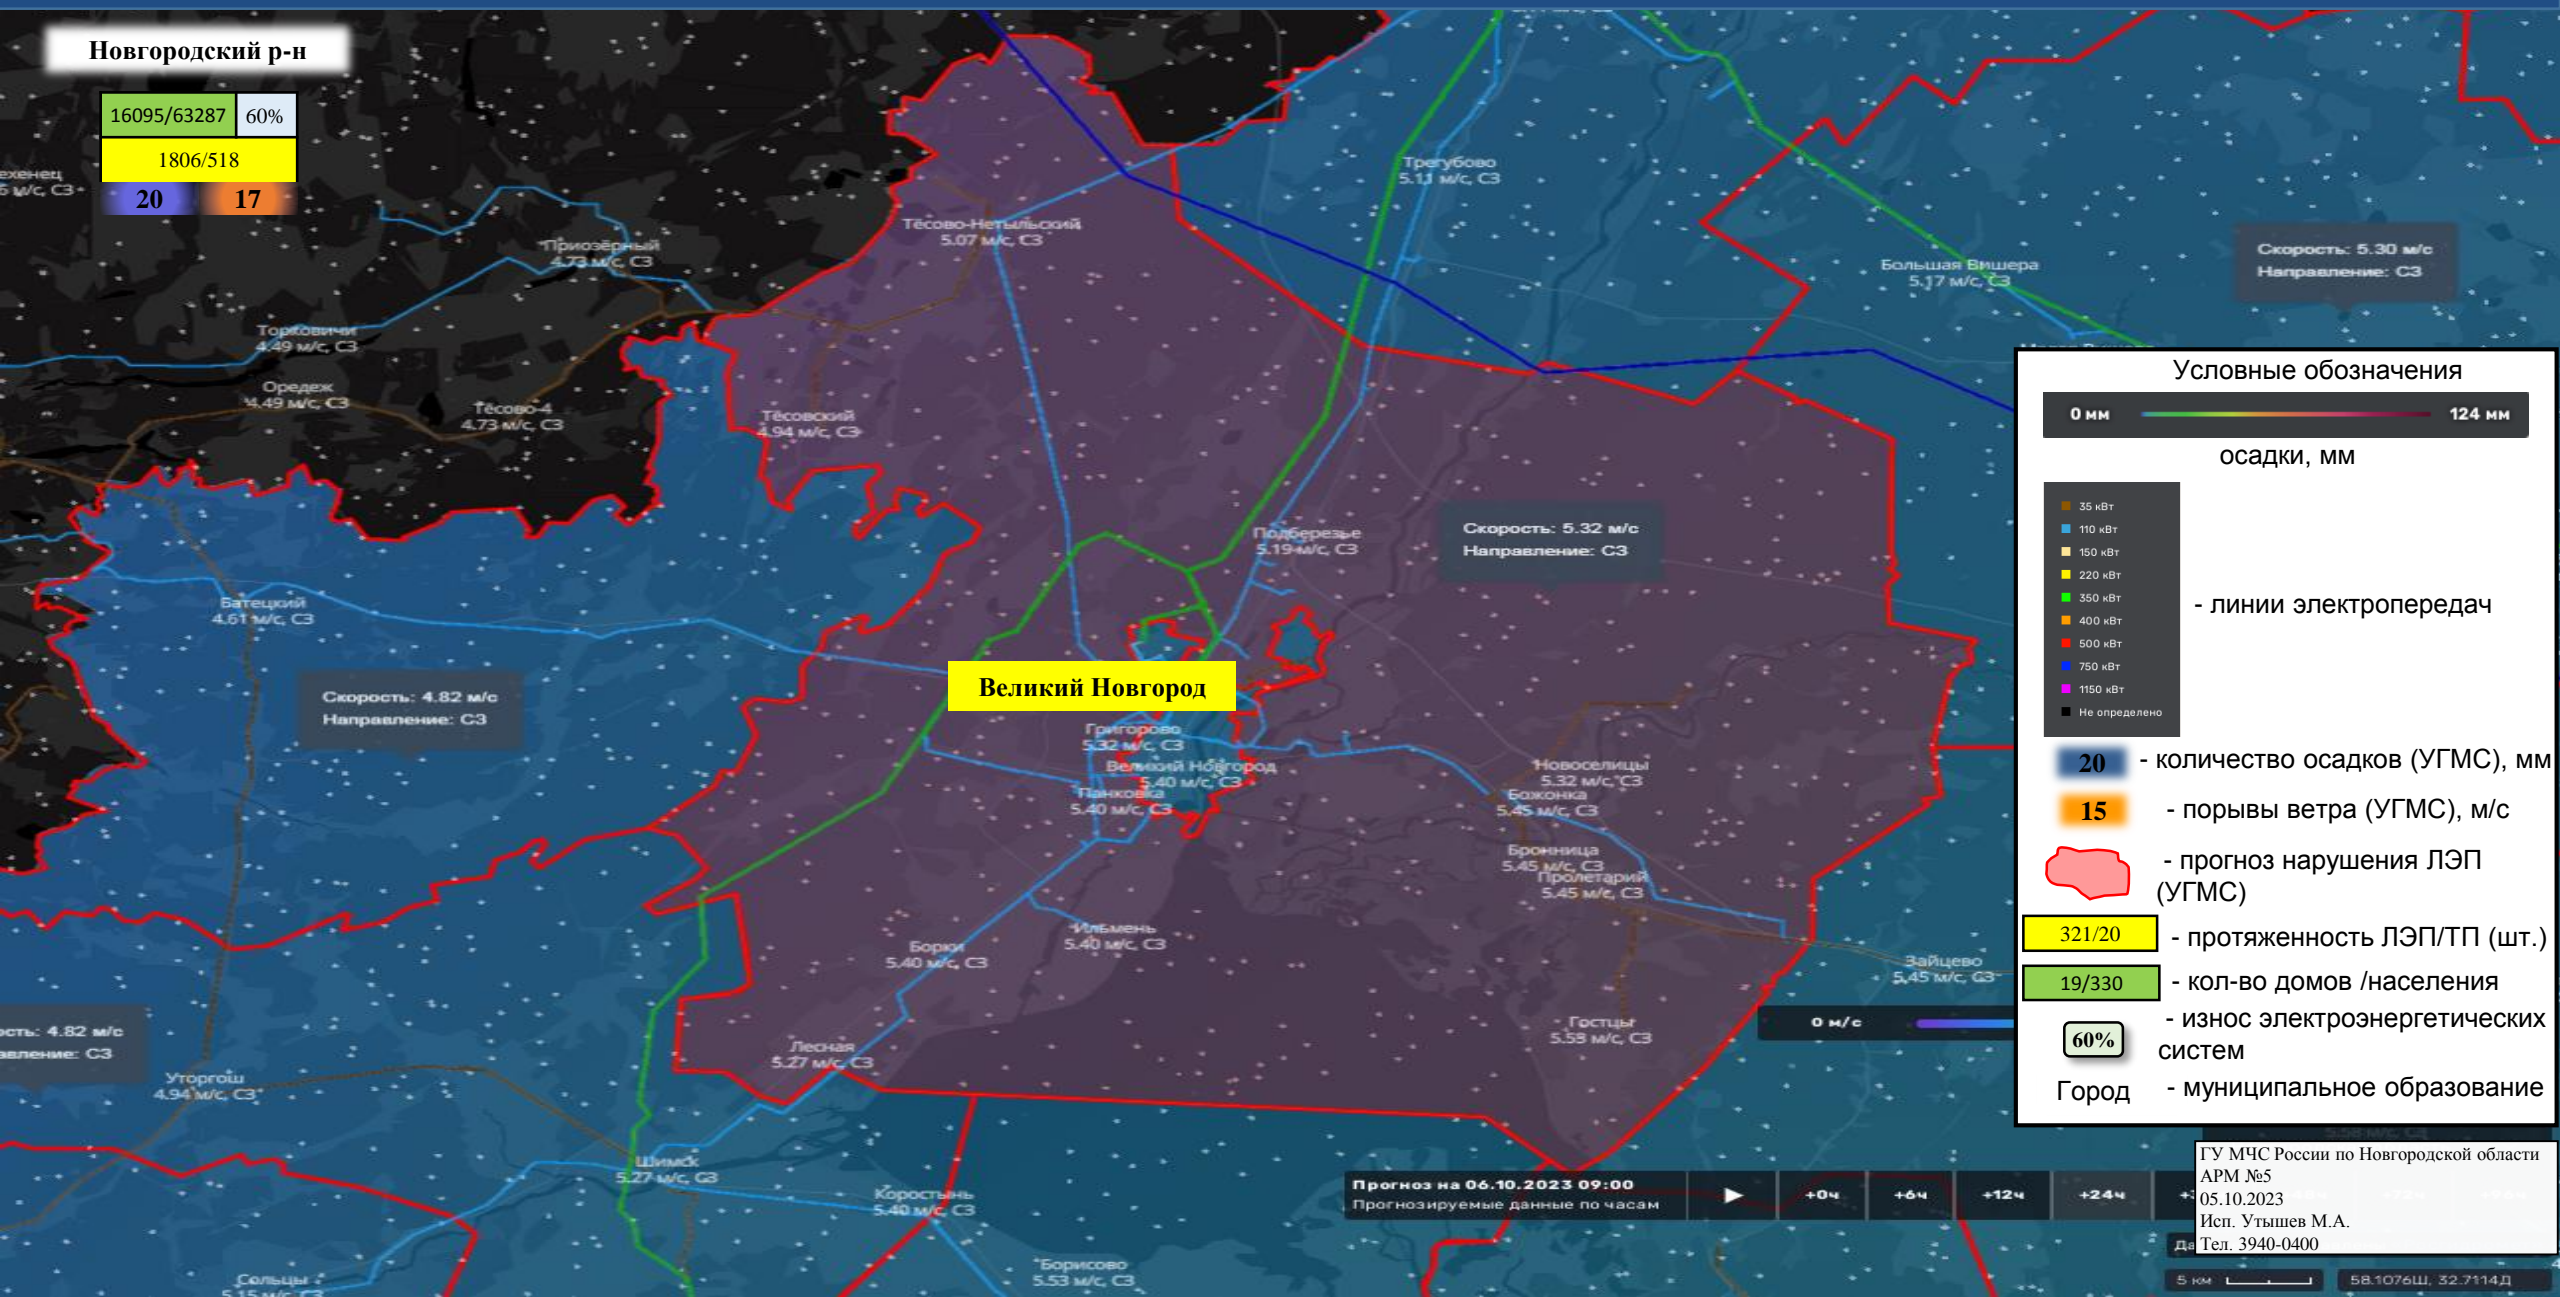 Новгородский р-н
16095/63287 60%
1806/518
20 17
м/с, СЗ
Трегубово
5.11 м/с, СЗ
Тёсово-Нетыльский
5.07 м/с, СЗ
Приозёрный
4.73 м/с, СЗ
Большая Вишера
5.17 м/с, СЗ
Скорость: 5.30 м/с
Направление: СЗ
Торковичи
4.49 м/с, СЗ
Оредеж
4.49 м/с, СЗ
Тёсово-4
4.73 м/с, СЗ
Тёсовский
4.94 м/с, СЗ
Подберезье
5.19 м/с, СЗ
Скорость: 5.32 м/с
Направление: СЗ
Батецкий
4.61 м/с, СЗ
Скорость: 4.82 м/с
Направление: СЗ
Великий Новгород
Григорово
5.32 м/с, СЗ
Великий Новгород
5.40 м/с, СЗ
Панковка
5.40 м/с, СЗ
Новоселицы
5.32 м/с, СЗ
Божонка
5.45 м/с, СЗ
Бронница
5.45 м/с, СЗ
Пролетарий
5.45 м/с, СЗ
Ильмень
5.40 м/с, СЗ
Борки
5.40 м/с, СЗ
Зайцево
5.45 м/с, СЗ
Гостцы
5.53 м/с, СЗ
Лесная
5.27 м/с, СЗ
ость: 4.82 м/с
авление: СЗ
Уторгош
4.94 м/с, СЗ
Шимск
5.27 м/с, СЗ
Коростынь
5.40 м/с, СЗ
Борисово
5.53 м/с, СЗ
Сольцы
5.15 м/с, СЗ
0 м/с
Условные обозначения
0 мм 124 мм
осадки, мм
35 кВт
110 кВт
150 кВт
220 кВт
350 кВт
400 кВт
500 кВт
750 кВт
1150 кВт
Не определено
- линии электропередач
20 - количество осадков (УГМС), мм
15 - порывы ветра (УГМС), м/с
- прогноз нарушения ЛЭП
(УГМС)
321/20 - протяженность ЛЭП/ТП (шт.)
19/330 - кол-во домов /населения
60% - износ электроэнергетических
систем
Город - муниципальное образование
Прогноз на 06.10.2023 09:00
Прогнозируемые данные по часам
+0ч +6ч +12ч +24ч
ГУ МЧС России по Новгородской области
АРМ №5
05.10.2023
Исп. Утышев М.А.
Тел. 3940-0400
5 км 58.1076Ш, 32.7114Д